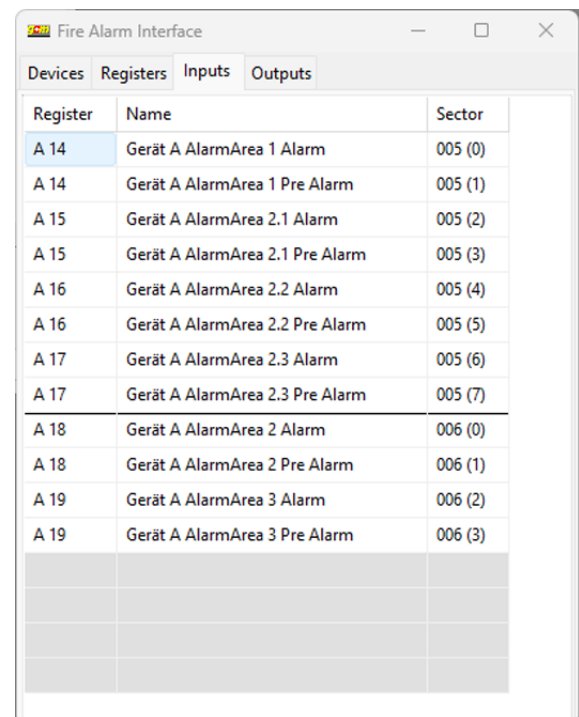 Fire Alarm Interface
Devices Registers Inputs Outputs
Register Name Sector
A 14 Gerät A AlarmArea 1 Alarm 005 (0)
A 14 Gerät A AlarmArea 1 Pre Alarm 005 (1)
A 15 Gerät A AlarmArea 2.1 Alarm 005 (2)
A 15 Gerät A AlarmArea 2.1 Pre Alarm 005 (3)
A 16 Gerät A AlarmArea 2.2 Alarm 005 (4)
A 16 Gerät A AlarmArea 2.2 Pre Alarm 005 (5)
A 17 Gerät A AlarmArea 2.3 Alarm 005 (6)
A 17 Gerät A AlarmArea 2.3 Pre Alarm 005 (7)
A 18 Gerät A AlarmArea 2 Alarm 006 (0)
A 18 Gerät A AlarmArea 2 Pre Alarm 006 (1)
A 19 Gerät A AlarmArea 3 Alarm 006 (2)
A 19 Gerät A AlarmArea 3 Pre Alarm 006 (3)